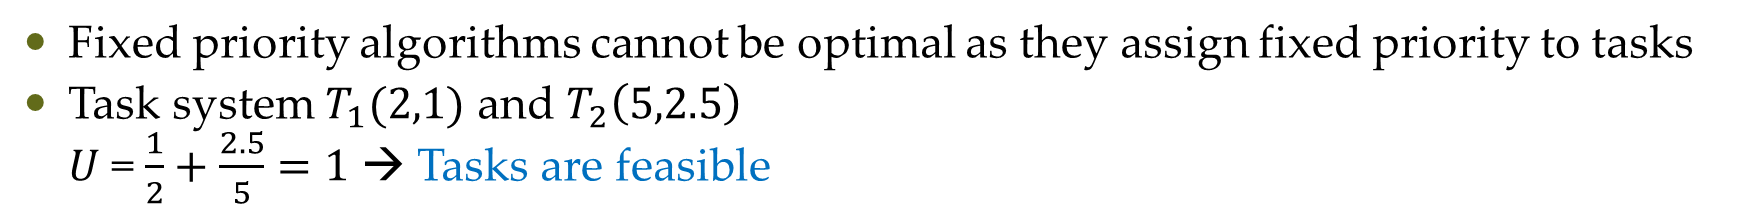 • Fixed priority algorithms cannot be optimal as they assign fixed priority to tasks
• Task system T₁(2,1) and T₂(5,2.5)
U = 1/2 + 2.5/5 = 1 → Tasks are feasible